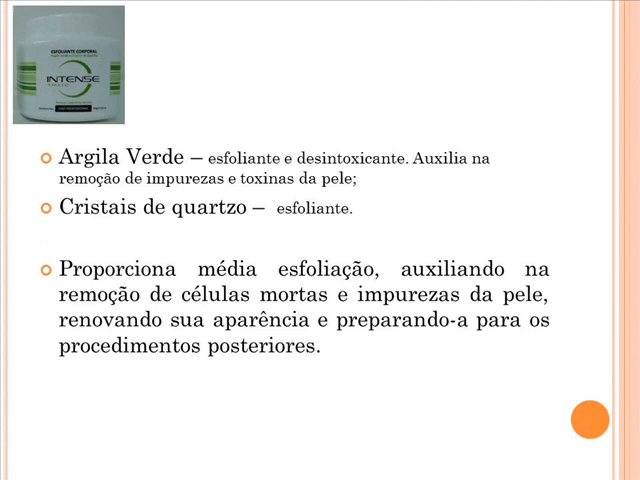 ESFOLIANTE CORPORAL
INTENSE
Argila Verde – esfoliante e desintoxicante. Auxilia na
remoção de impurezas e toxinas da pele;
Cristais de quartzo – esfoliante.
Proporciona média esfoliação, auxiliando na
remoção de células mortas e impurezas da pele,
renovando sua aparência e preparando-a para os
procedimentos posteriores.